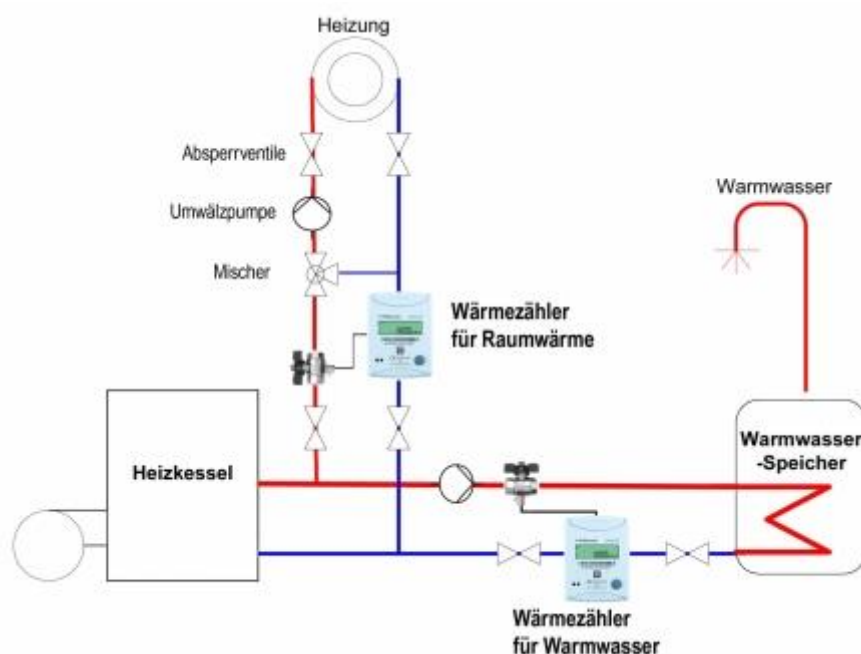 Heizung
Absperrventile
Umwälzpumpe
Mischer
Warmwasser
Wärmezähler
für Raumwärme
Heizkessel
Warmwasser
-Speicher
Wärmezähler
für Warmwasser